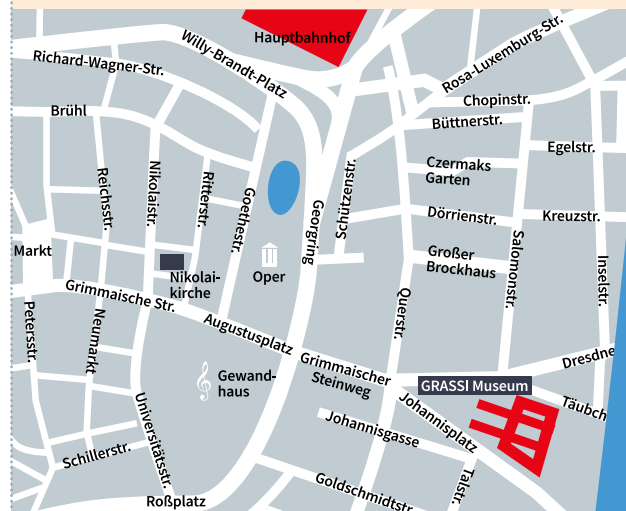 Hauptbahnhof
Willy-Brandt-Platz
Rosa-Luxemburg-Str.
Richard-Wagner-Str.
Brühl
Chopinstr.
Büttnerstr.
Egelstr.
Czermaks
Garten
Reichsstr.
Nikolaistr.
Ritterstr.
Goethestr.
Georgring
Schützenstr.
Dörrienstr.
Kreuzstr.
Markt
Nikolai-
kirche
Oper
Großer
Brockhaus
Salomonstr.
Inselstr.
Querstr.
Grimmaische Str.
Augustusplatz
Petersstr.
Neumarkt
Grimmaischer
Steinweg
Dresdne
Gewand-
haus
GRASSI Museum
Täubch
Johannisplatz
Johannisgasse
Universitätsstr.
Schillerstr.
Talstr.
Goldschmidtstr
Roßplatz